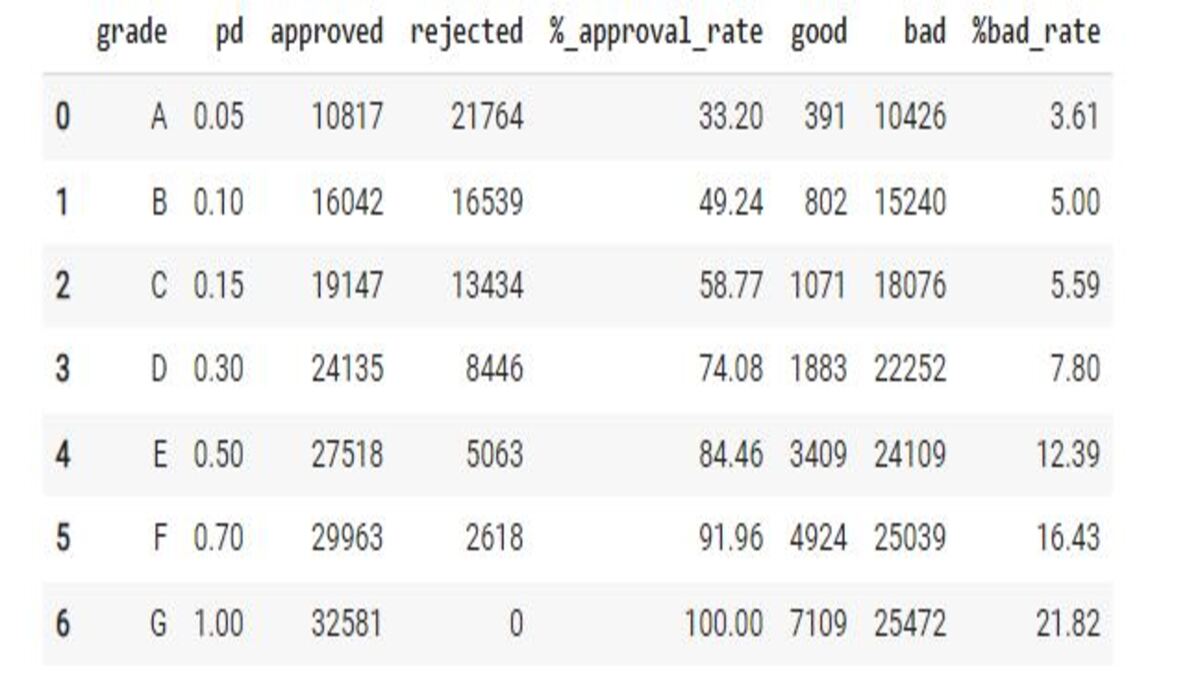 grade pd approved rejected %_approval_rate good bad %bad_rate
0 A 0.05 10817 21764 33.20 391 10426 3.61
1 B 0.10 16042 16539 49.24 802 15240 5.00
2 C 0.15 19147 13434 58.77 1071 18076 5.59
3 D 0.30 24135 8446 74.08 1883 22252 7.80
4 E 0.50 27518 5063 84.46 3409 24109 12.39
5 F 0.70 29963 2618 91.96 4924 25039 16.43
6 G 1.00 32581 0 100.00 7109 25472 21.82